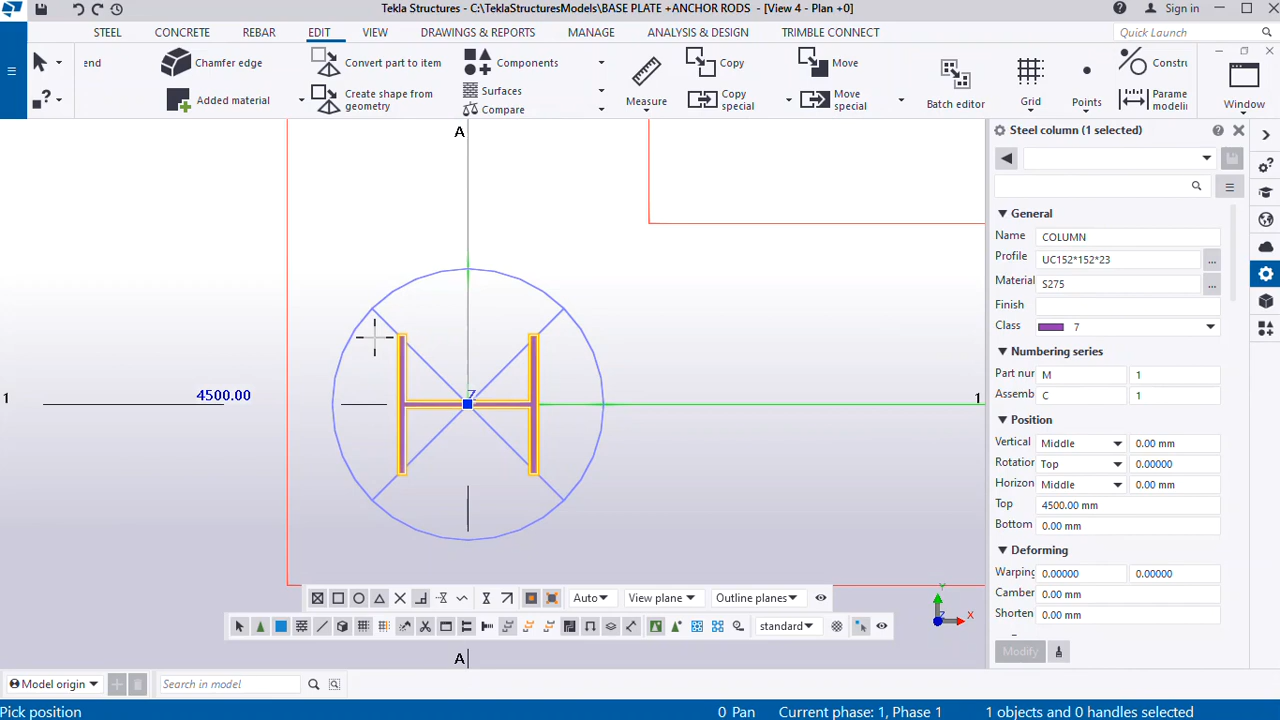 Tekla Structures - C:\TeklaStructuresModels\BASE PLATE +ANCHOR RODS - [View 4 - Plan +0]
Sign in
STEEL
CONCRETE
REBAR
EDIT
VIEW
DRAWINGS & REPORTS
MANAGE
ANALYSIS & DESIGN
TRIMBLE CONNECT
Quick Launch
end
Chamfer edge
Added material
Convert part to item
Create shape from
geometry
Components
Surfaces
Compare
Measure
Copy
Copy
special
Move
Move
special
Batch editor
Grid
Points
Constri
Parame
modelin
Window
A
1
4500.00
Z
1
A
Steel column (1 selected)
General
Name
COLUMN
Profile
UC152*152*23
...
Material
S275
...
Finish
Class
7
Numbering series
Part nur
M
1
Assemb
C
1
Position
Vertical
Middle
0.00 mm
Rotatio
Top
0.00000
Horizon
Middle
0.00 mm
Top
4500.00 mm
Bottom
0.00 mm
Deforming
Warping
0.00000
0.00000
Camber
0.00 mm
Shorten
0.00 mm
Modify
Auto
View plane
Outline planes
standard
Y
X
Z
Model origin
Search in model
Pick position
0 Pan
Current phase: 1, Phase 1
1 objects and 0 handles selected